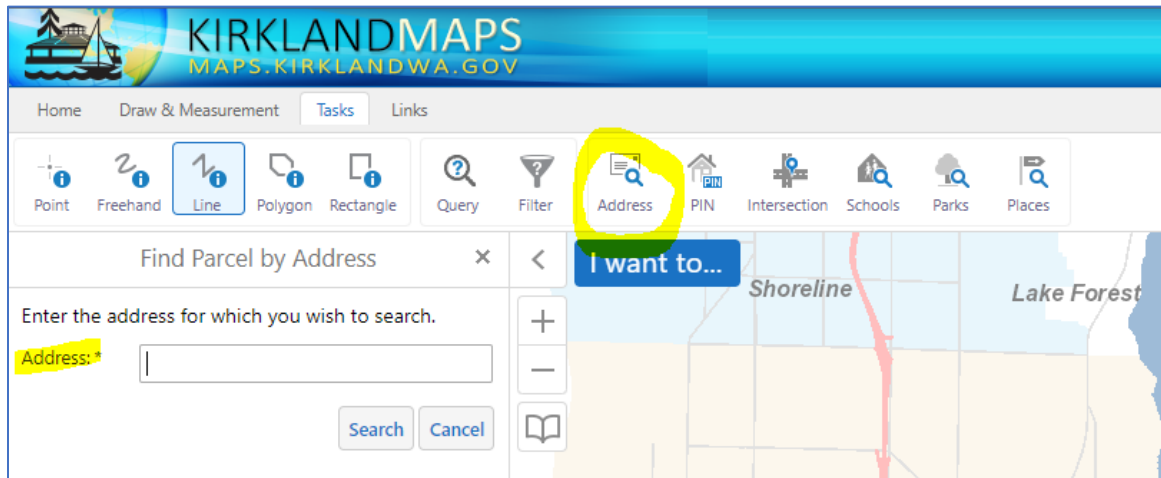 KIRKLANDMAPS
MAPS.KIRKLANDWA.GOV
Home Draw & Measurement Tasks Links
Point Freehand Line Polygon Rectangle Query Filter Address PIN Intersection Schools Parks Places
PIN
Find Parcel by Address ×
I want to...
Enter the address for which you wish to search.
Address: *
Search Cancel
Shoreline
Lake Forest